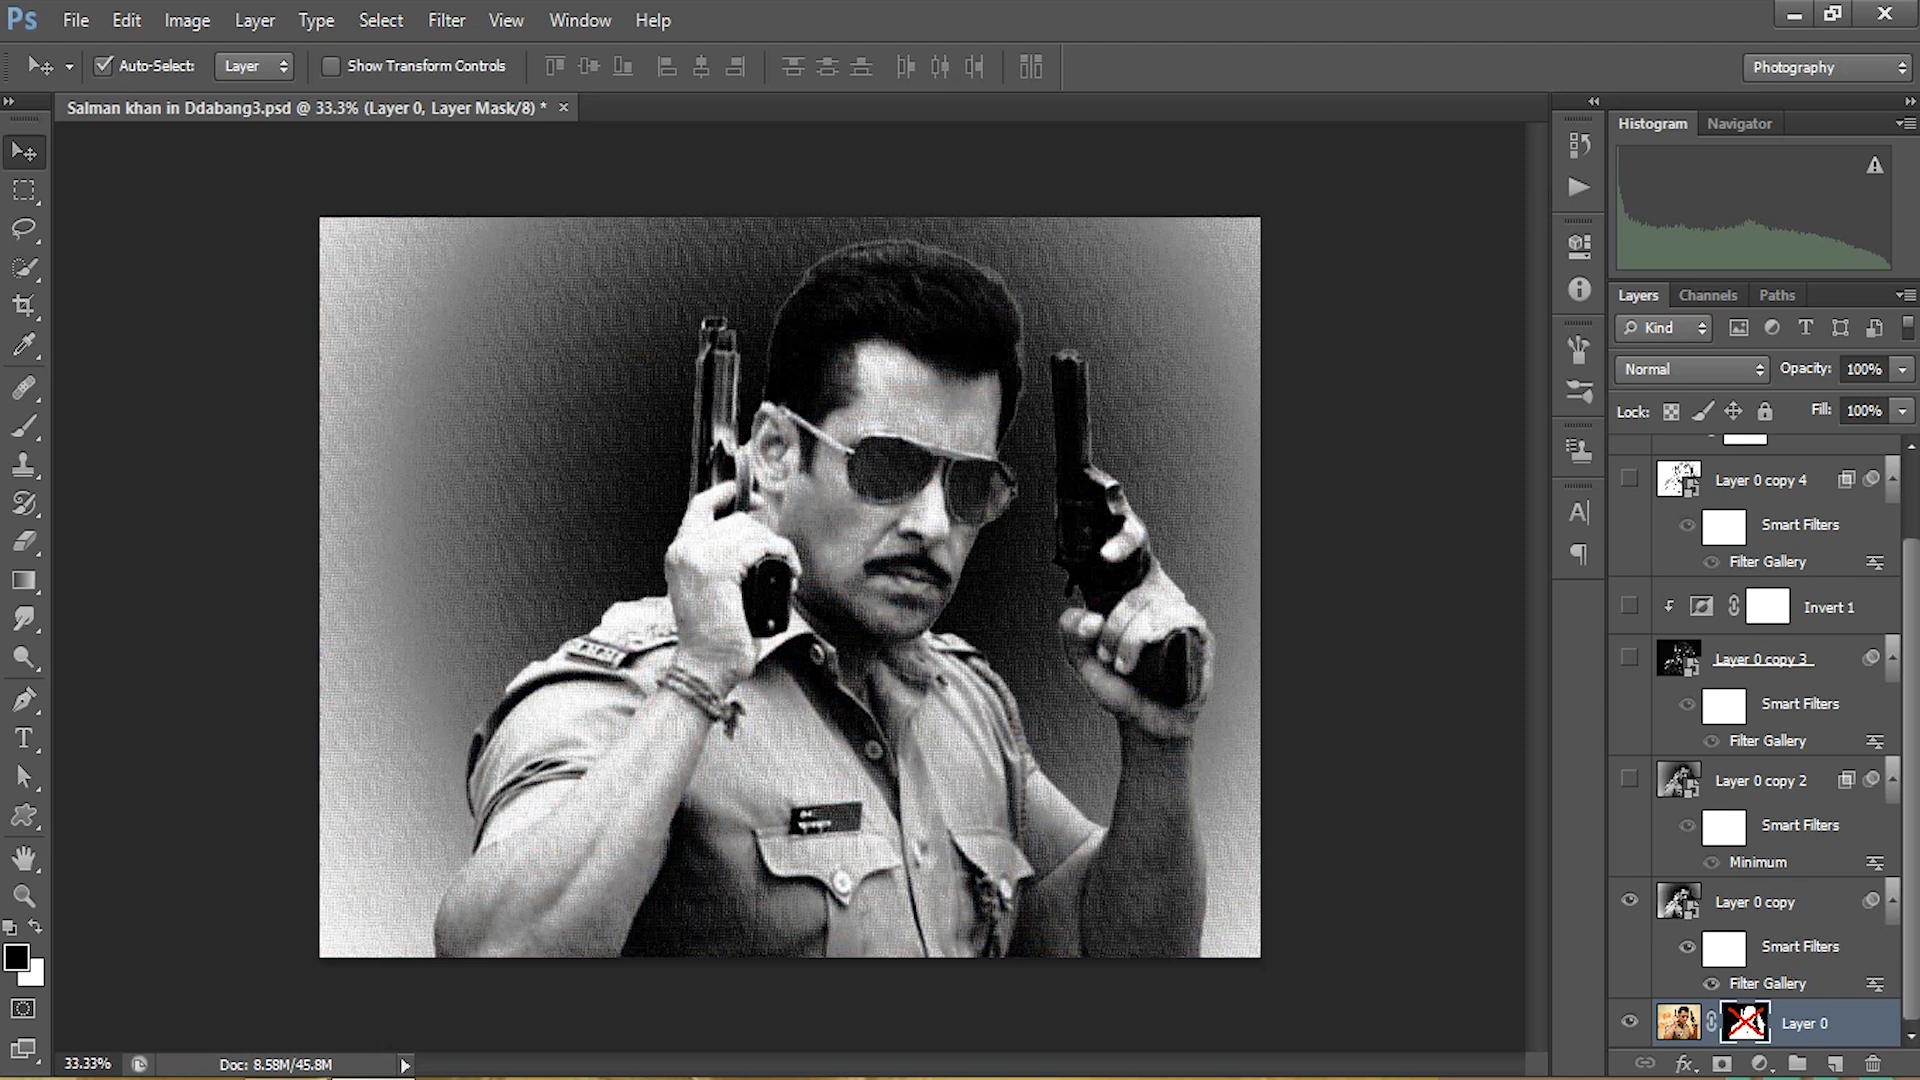 Ps File Edit Image Layer Type Select Filter View Window Help
Auto-Select: Layer Show Transform Controls Photography
Salman khan in Ddabang3.psd @ 33.3% (Layer 0, Layer Mask/8) * ×
Histogram Navigator
Layers Channels Paths
Kind
Normal Opacity: 100%
Lock: Fill: 100%
Layer 0 copy 4
Smart Filters
Filter Gallery
Invert 1
Layer 0 copy 3
Smart Filters
Filter Gallery
Layer 0 copy 2
Smart Filters
Minimum
Layer 0 copy
Smart Filters
Filter Gallery
Layer 0
33.33% Doc: 8.58M/45.8M